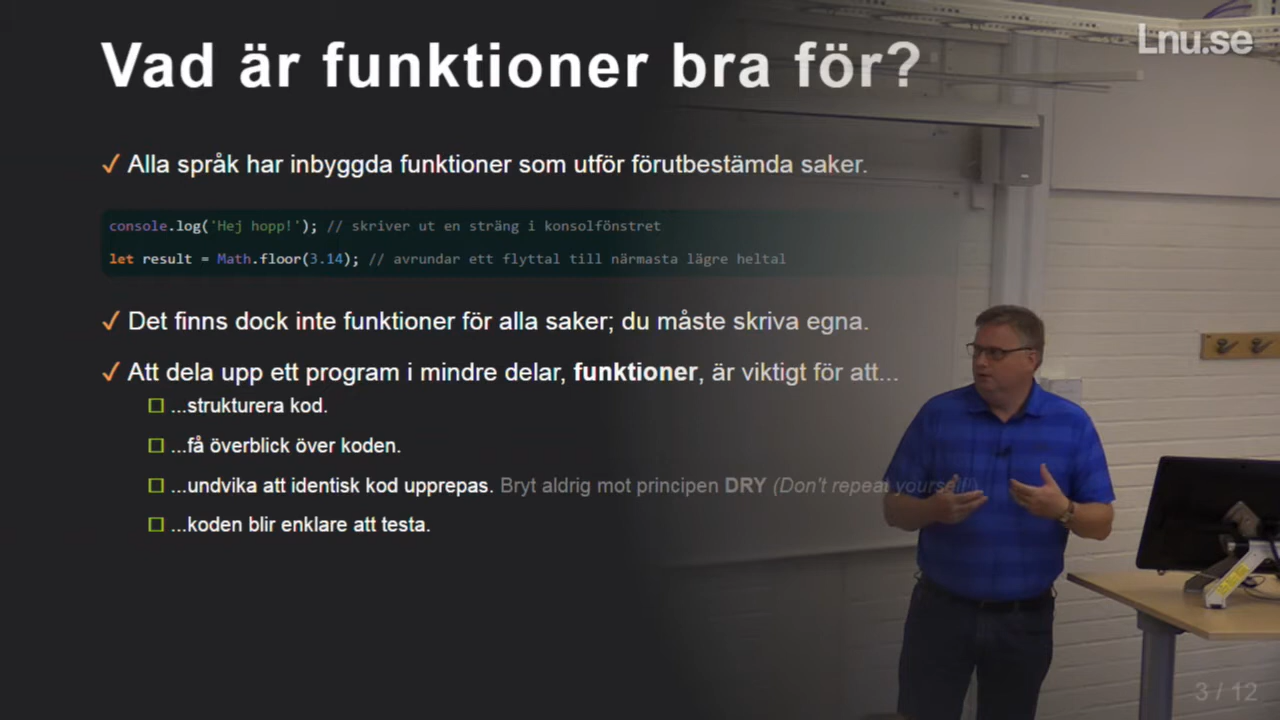 Vad är funktioner bra för?
Lnu.se
✓ Alla språk har inbyggda funktioner som utför förutbestämda saker.
console.log('Hej hopp!'); // skriver ut en sträng i konsolfönstret
let result = Math.floor(3.14); // avrundar ett flyttal till närmasta lägre heltal
✓ Det finns dock inte funktioner för alla saker; du måste skriva egna.
✓ Att dela upp ett program i mindre delar, funktioner, är viktigt för att...
...strukturera kod.
...få överblick över koden.
...undvika att identisk kod upprepas. Bryt aldrig mot principen DRY (Don't repeat yourself!)
...koden blir enklare att testa.
3 / 12